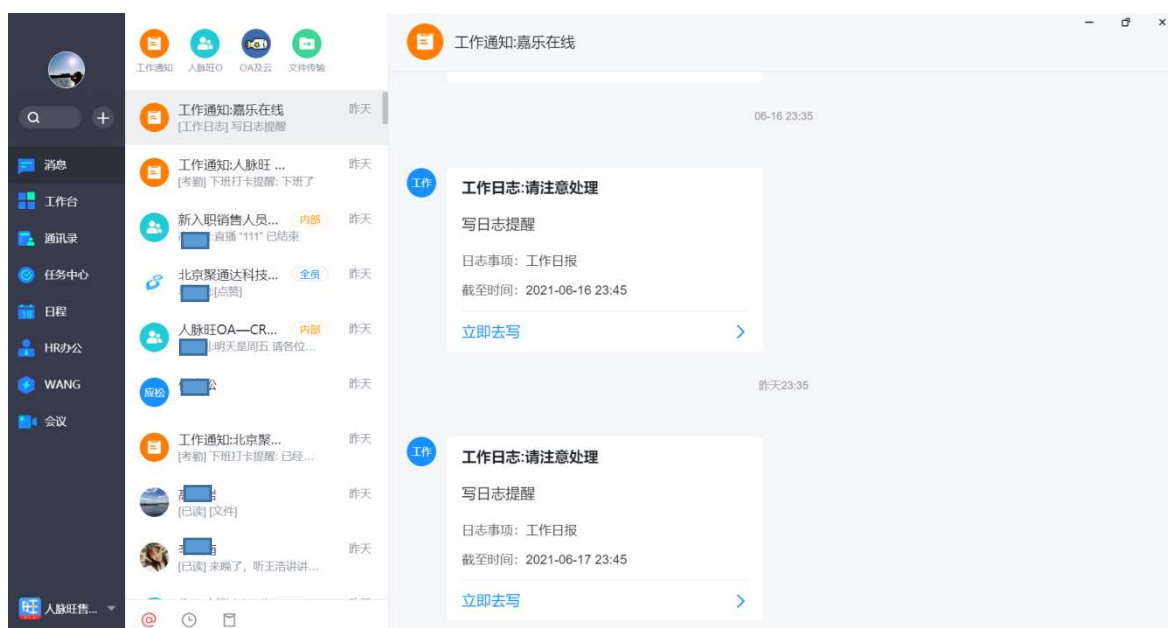 工作通知
人脉旺O
OA及云
文件传输
工作通知:嘉乐在线
消息
工作台
通讯录
任务中心
日程
HR办公
WANG
会议
人脉旺售...
工作通知:嘉乐在线 昨天
[工作日志] 写日志提醒
工作通知:人脉旺 ... 昨天
[考勤] 下班打卡提醒: 下班了
新入职销售人员... 内部 昨天
:直播 "111" 已结束
北京聚通达科技... 全员 昨天
:[点赞]
人脉旺OA—CR... 内部 昨天
:明天是周五 请各位...
应松 昨天
工作通知:北京聚... 昨天
[考勤] 下班打卡提醒: 已经...
昨天
[已读] [文件]
昨天
[已读] 来晚了，听王浩讲讲...
06-16 23:35
工作
工作日志:请注意处理
写日志提醒
日志事项: 工作日报
截至时间: 2021-06-16 23:45
立即去写
昨天23:35
工作
工作日志:请注意处理
写日志提醒
日志事项: 工作日报
截至时间: 2021-06-17 23:45
立即去写